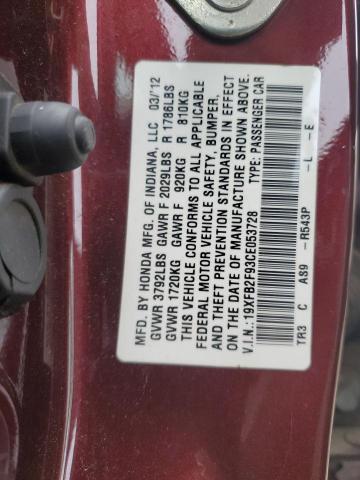 MFD. BY HONDA MFG. OF INDIANA, LLC 03/12
GVWR 3792LBS GAWR F 2029LBS R 1786LBS
GVWR 1720KG GAWR F 920KG R 810KG
THIS VEHICLE CONFORMS TO ALL APPLICABLE
FEDERAL MOTOR VEHICLE SAFETY, BUMPER,
AND THEFT PREVENTION STANDARDS IN EFFECT
ON THE DATE OF MANUFACTURE SHOWN ABOVE.
V.I.N.:19XFB2F93CE053728 TYPE:PASSENGER CAR
TR3 C A89 -R543P -L -E